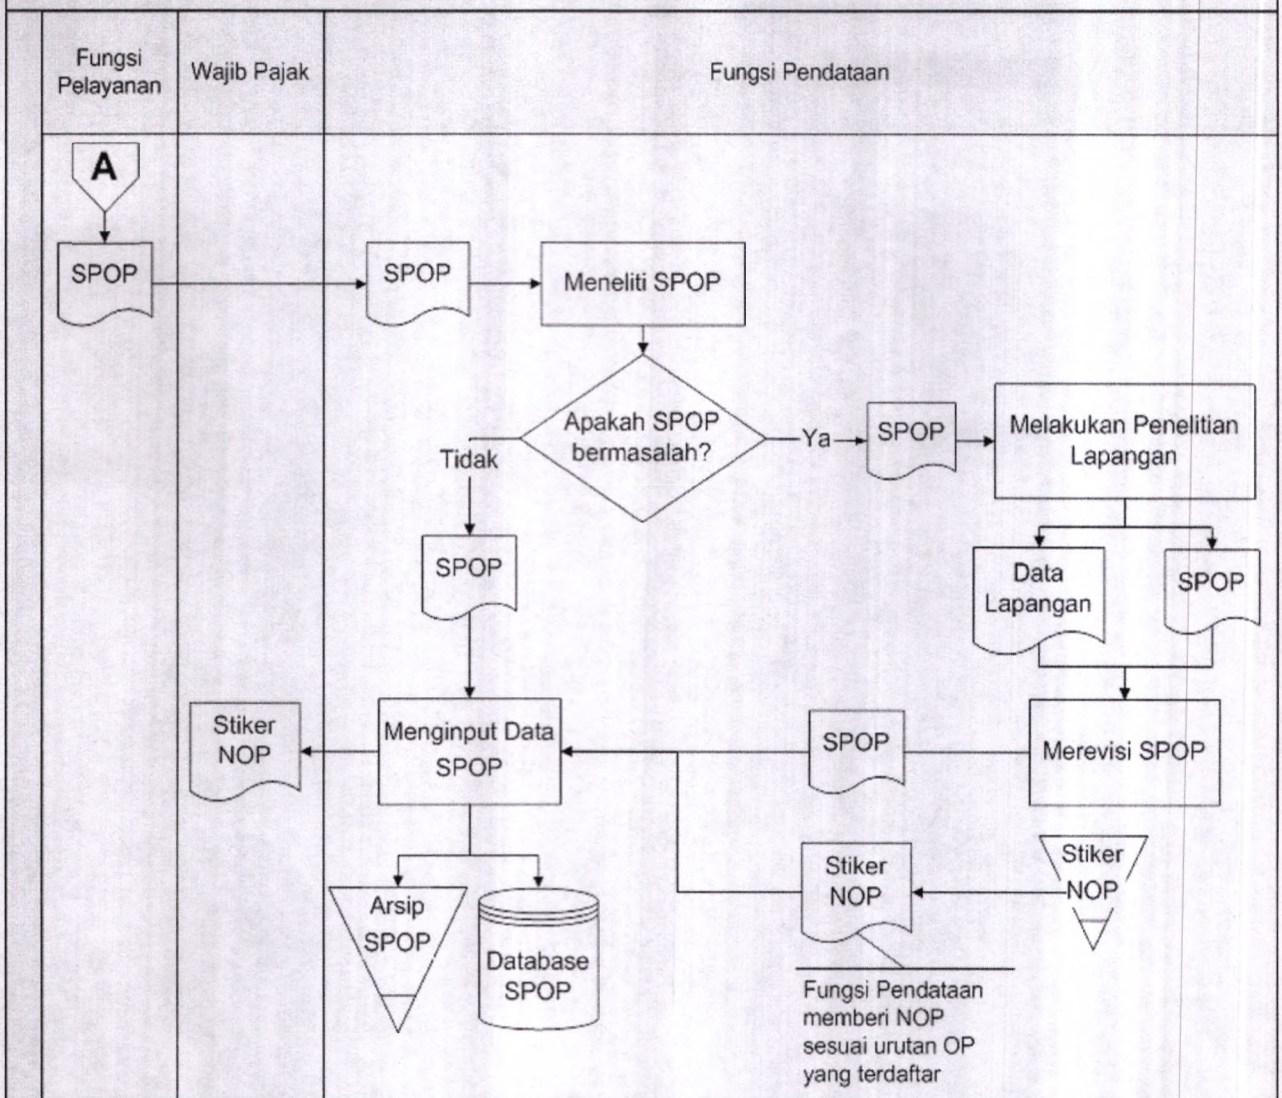 Fungsi
Pelayanan
Wajib Pajak
Fungsi Pendataan
A
SPOP
SPOP
Meneliti SPOP
Apakah SPOP
bermasalah?
Ya
SPOP
Melakukan Penelitian
Lapangan
Tidak
SPOP
Data
Lapangan
SPOP
Stiker
NOP
Menginput Data
SPOP
SPOP
Merevisi SPOP
Arsip
SPOP
Database
SPOP
Stiker
NOP
Stiker
NOP
Fungsi Pendataan
memberi NOP
sesuai urutan OP
yang terdaftar